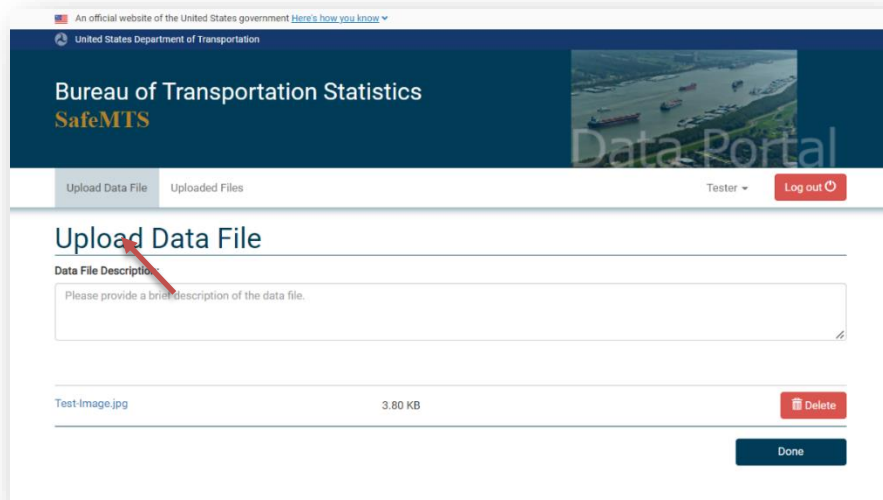 An official website of the United States government Here's how you know
United States Department of Transportation
Bureau of Transportation Statistics
SafeMTS
Data Portal
Upload Data File Uploaded Files Tester Log out
Upload Data File
Data File Description:
Please provide a brief description of the data file.
Test-Image.jpg 3.80 KB Delete
Done